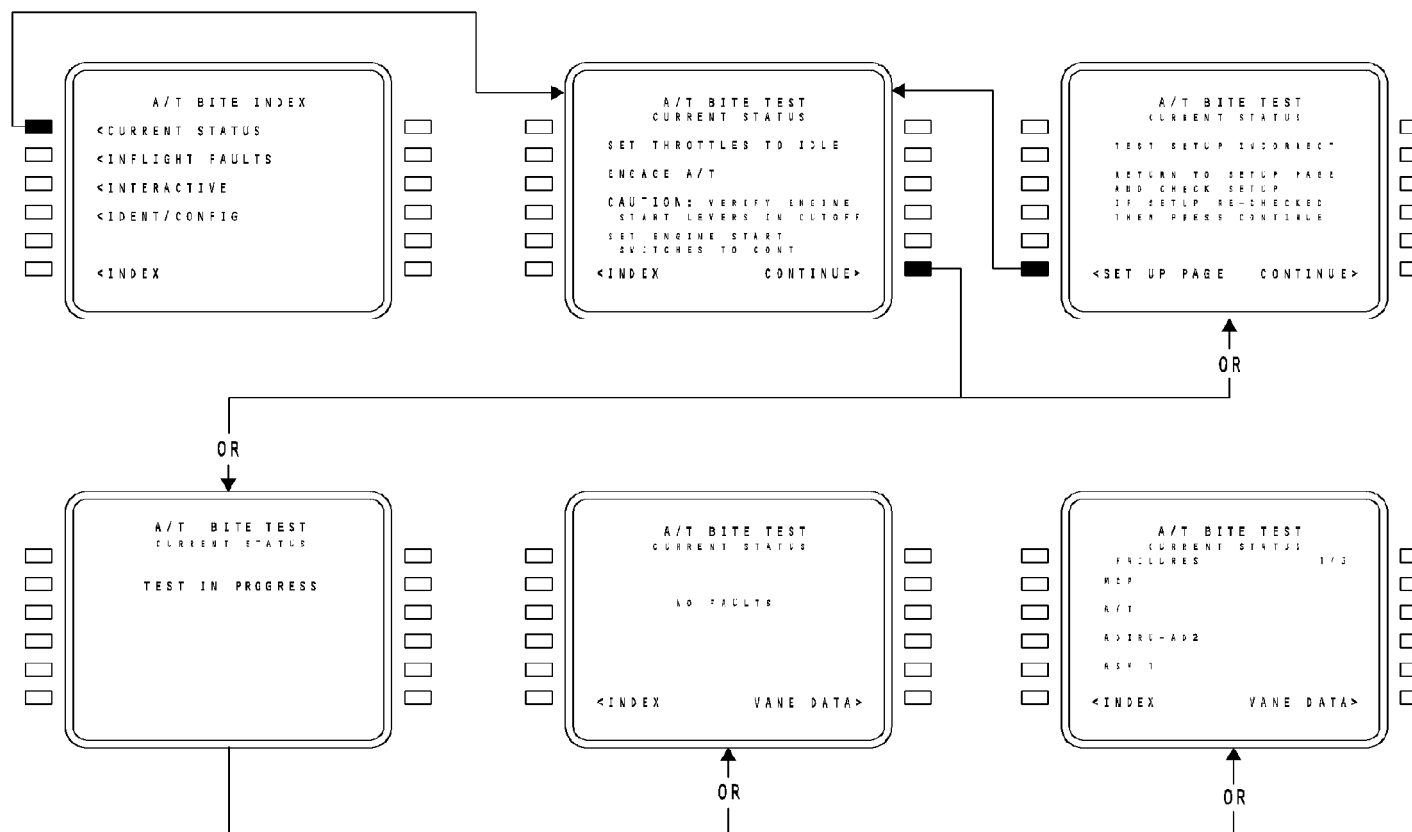 A/T BITE INDEX
<CURRENT STATUS
<INFLIGHT FAULTS
<INTERACTIVE
<IDENT/CONFIG
<INDEX
A/T BITE TEST
CURRENT STATUS
SET THROTTLES TO IDLE
ENGAGE A/T
CAUTION: VERIFY ENGINE
START LEVERS IN CUTOFF
SET ENGINE START
SWITCHES TO CONT
<INDEX CONTINUE>
A/T BITE TEST
CURRENT STATUS
TEST SETUP INCORRECT
RETURN TO SETUP PAGE
AND CHECK SETUP
IF SETUP RE-CHECKED
THEN PRESS CONTINUE
<SET UP PAGE CONTINUE>
OR
OR
A/T BITE TEST
CURRENT STATUS
TEST IN PROGRESS
A/T BITE TEST
CURRENT STATUS
NO FAULTS
<INDEX VANE DATA>
OR
A/T BITE TEST
CURRENT STATUS
FAILURES
MCP
A/T
ADIRU-AD2
ASM 1
<INDEX VANE DATA>
OR